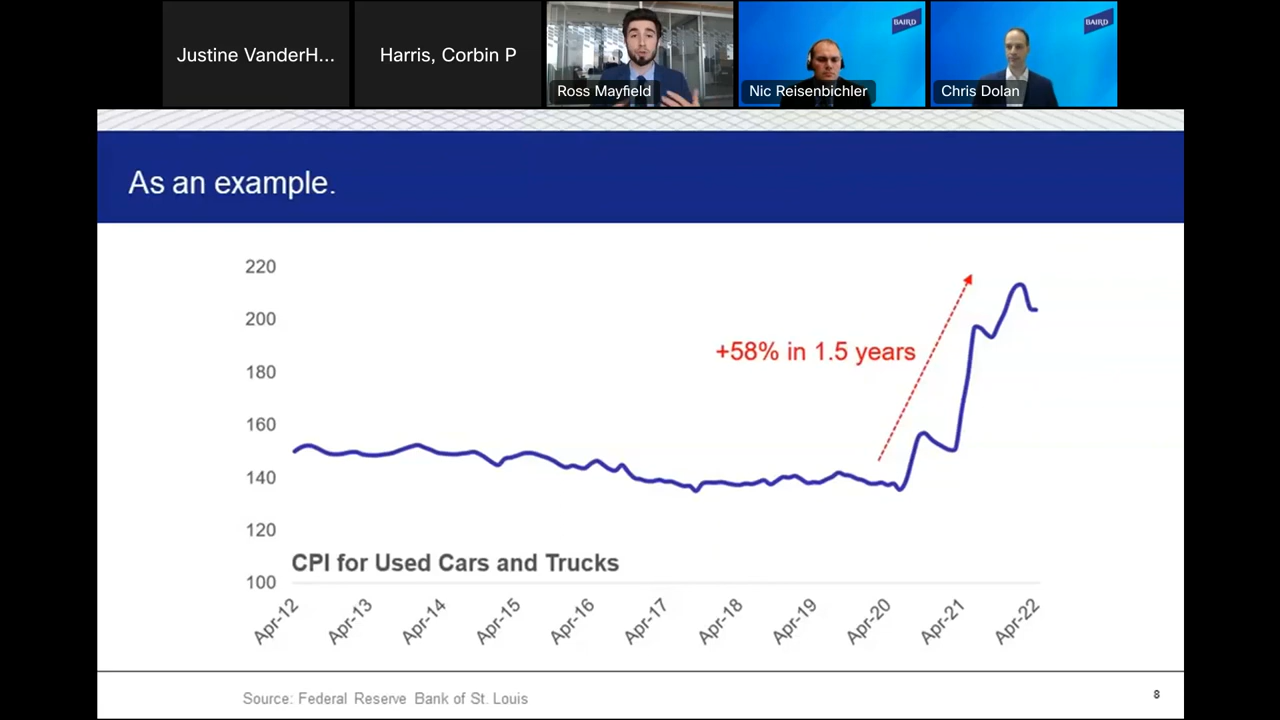 Justine VanderH...
Harris, Corbin P
BAIRD
BAIRD
Ross Mayfield
Nic Reisenbichler
Chris Dolan
As an example.
220
200
180
160
140
120
100
+58% in 1.5 years
CPI for Used Cars and Trucks
Apr-12
Apr-13
Apr-14
Apr-15
Apr-16
Apr-17
Apr-18
Apr-19
Apr-20
Apr-21
Apr-22
Source: Federal Reserve Bank of St. Louis
8